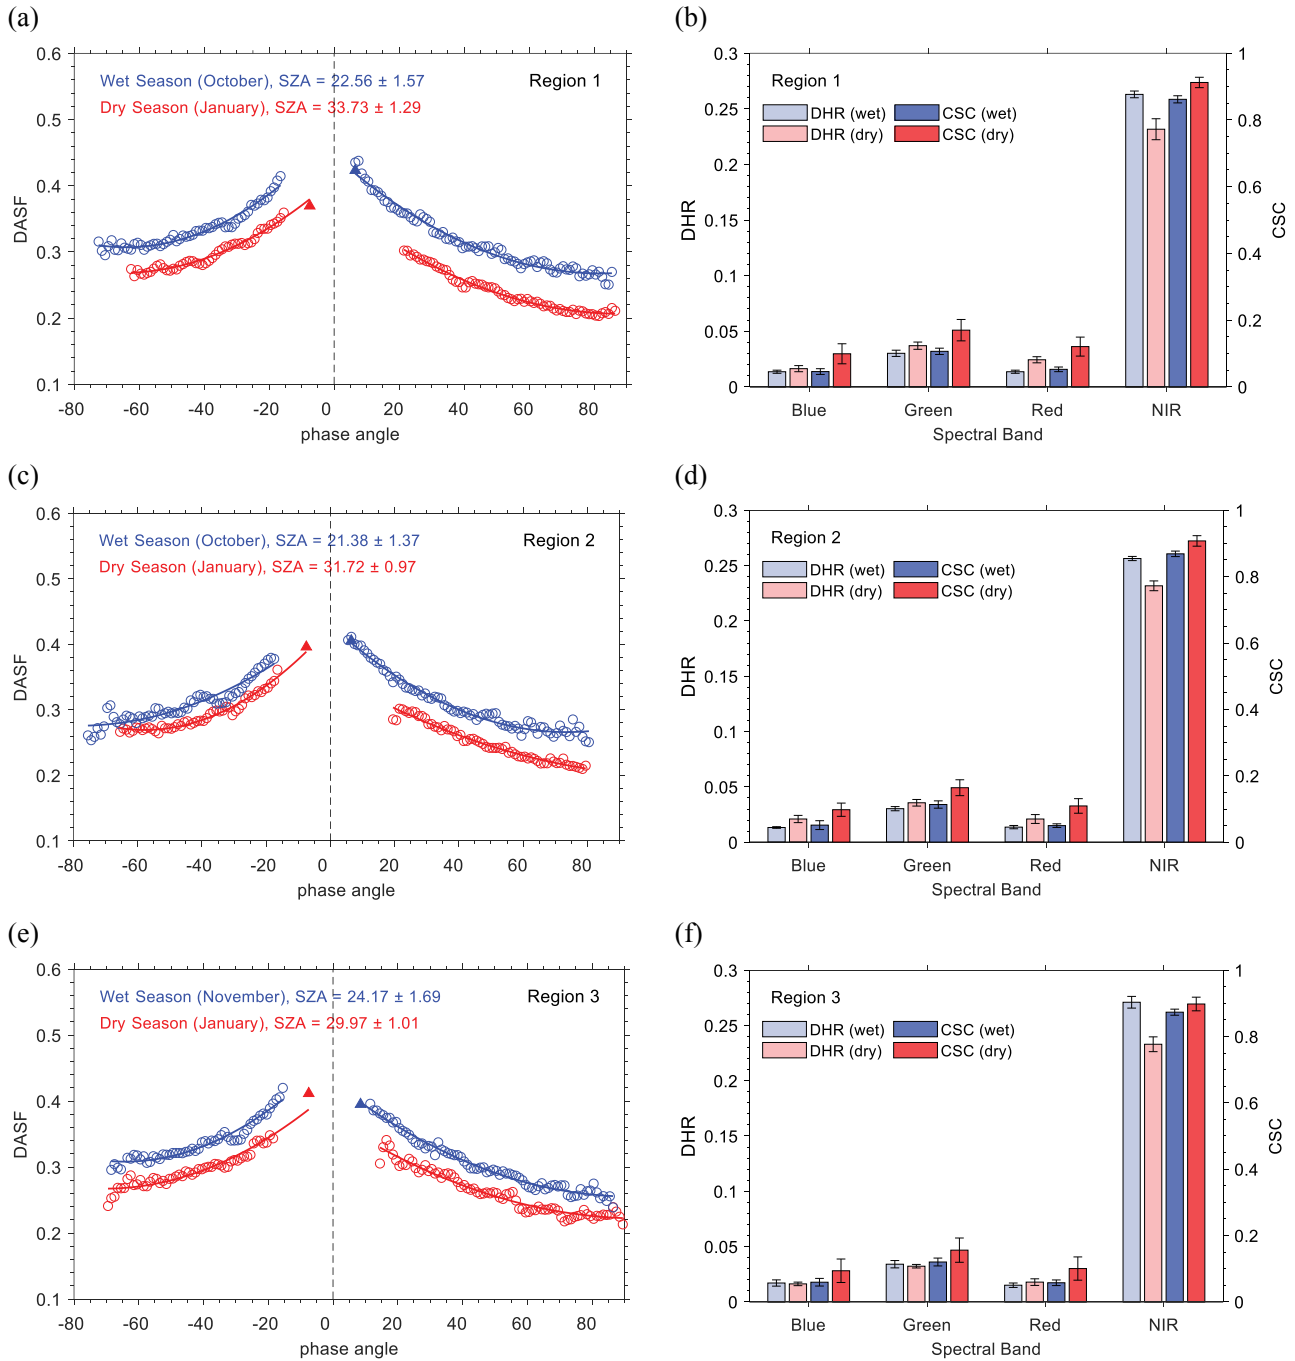 (a)
0.6
0.5
0.4
0.3
0.2
0.1
DASF
Wet Season (October), SZA = 22.56 ± 1.57
Dry Season (January), SZA = 33.73 ± 1.29
Region 1
-80 -60 -40 -20 0 20 40 60 80
phase angle
(b)
0.3
0.25
0.2
0.15
0.1
0.05
0
DHR
Region 1
DHR (wet) CSC (wet)
DHR (dry) CSC (dry)
1
0.8
0.6
0.4
0.2
0
CSC
Blue Green Red NIR
Spectral Band
(c)
0.6
0.5
0.4
0.3
0.2
0.1
DASF
Wet Season (October), SZA = 21.38 ± 1.37
Dry Season (January), SZA = 31.72 ± 0.97
Region 2
-80 -60 -40 -20 0 20 40 60 80
phase angle
(d)
0.3
0.25
0.2
0.15
0.1
0.05
0
DHR
Region 2
DHR (wet) CSC (wet)
DHR (dry) CSC (dry)
1
0.8
0.6
0.4
0.2
0
CSC
Blue Green Red NIR
Spectral Band
(e)
0.6
0.5
0.4
0.3
0.2
0.1
DASF
Wet Season (November), SZA = 24.17 ± 1.69
Dry Season (January), SZA = 29.97 ± 1.01
Region 3
-80 -60 -40 -20 0 20 40 60 80
phase angle
(f)
0.3
0.25
0.2
0.15
0.1
0.05
0
DHR
Region 3
DHR (wet) CSC (wet)
DHR (dry) CSC (dry)
1
0.8
0.6
0.4
0.2
0
CSC
Blue Green Red NIR
Spectral Band